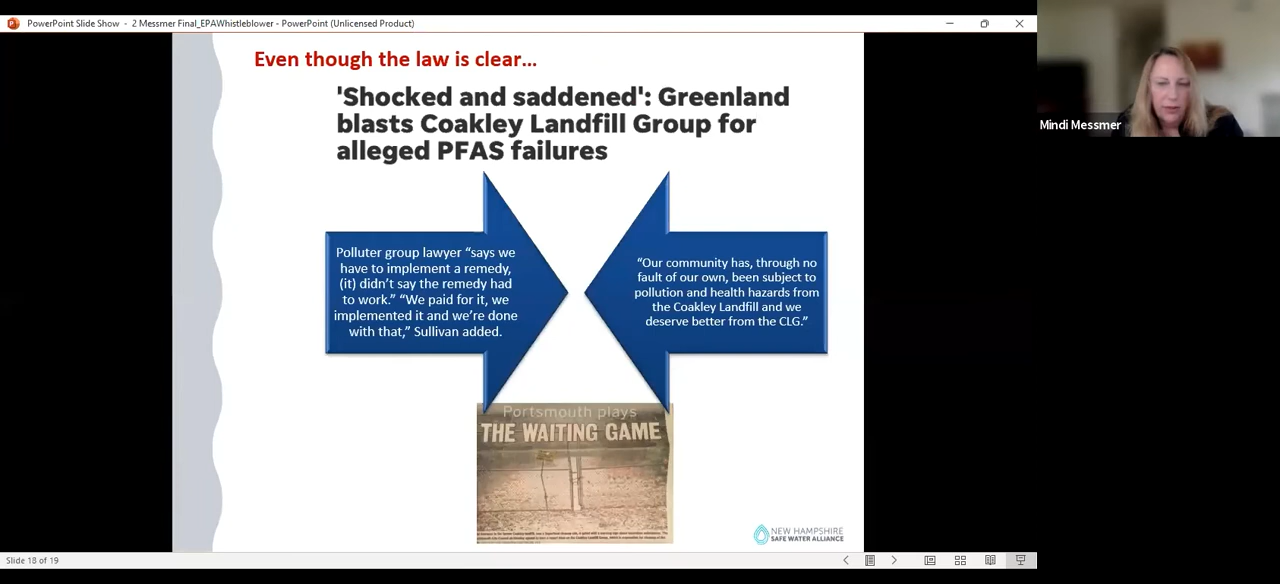 PowerPoint Slide Show - 2 Messmer Final_EPAWhistleblower - PowerPoint (Unlicensed Product)
Mindi Messmer
Even though the law is clear...
'Shocked and saddened': Greenland
blasts Coakley Landfill Group for
alleged PFAS failures
Polluter group lawyer “says we
have to implement a remedy,
(it) didn't say the remedy had
to work.” “We paid for it, we
implemented it and we're done
with that,” Sullivan added.
“Our community has, through no
fault of our own, been subject to
pollution and health hazards from
the Coakley Landfill and we
deserve better from the CLG.”
Portsmouth plays
THE WAITING GAME
NEW HAMPSHIRE
SAFE WATER ALLIANCE
Slide 18 of 19